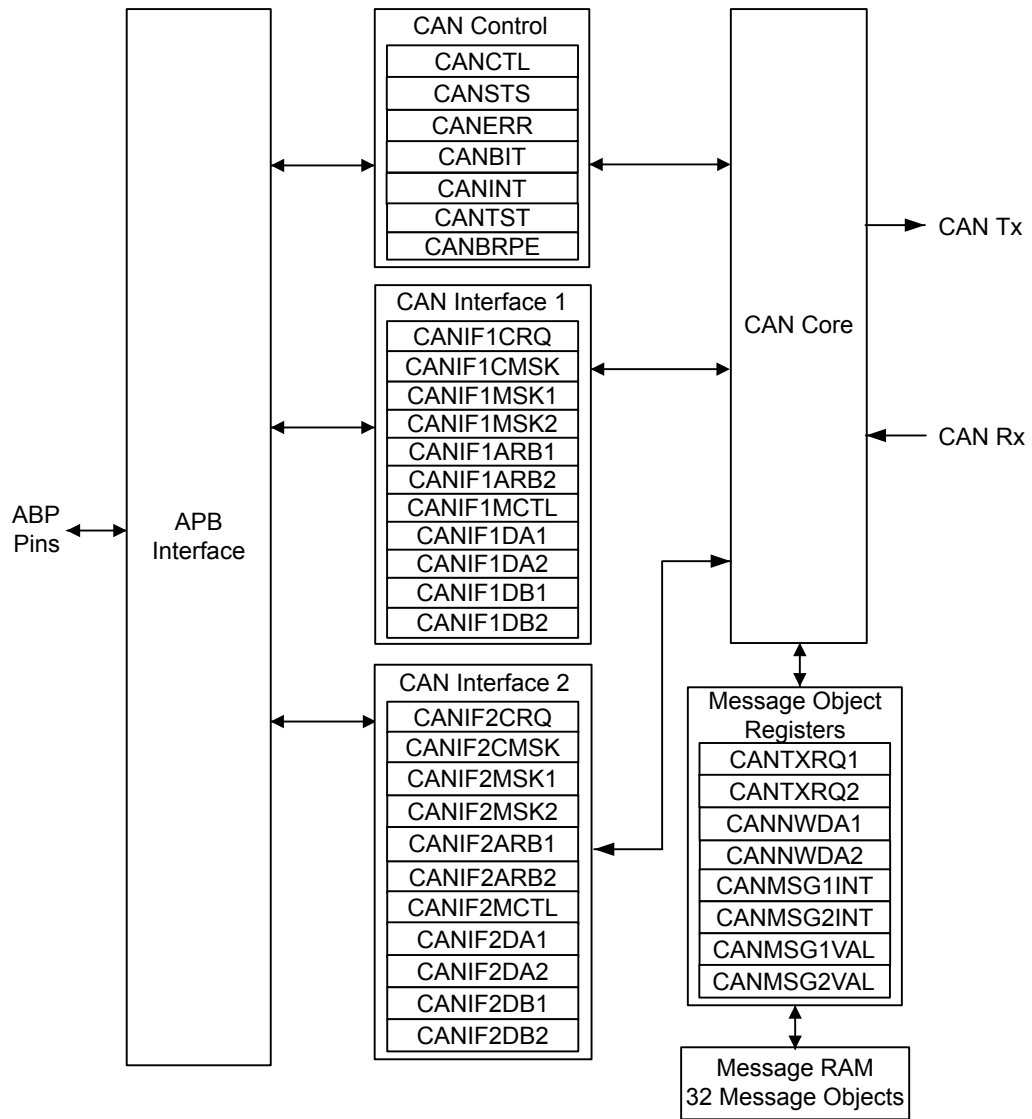 ABP
Pins
APB
Interface
CAN Control
CANCTL
CANSTS
CANERR
CANBIT
CANINT
CANTST
CANBRPE
CAN Interface 1
CANIF1CRQ
CANIF1CMSK
CANIF1MSK1
CANIF1MSK2
CANIF1ARB1
CANIF1ARB2
CANIF1MCTL
CANIF1DA1
CANIF1DA2
CANIF1DB1
CANIF1DB2
CAN Interface 2
CANIF2CRQ
CANIF2CMSK
CANIF2MSK1
CANIF2MSK2
CANIF2ARB1
CANIF2ARB2
CANIF2MCTL
CANIF2DA1
CANIF2DA2
CANIF2DB1
CANIF2DB2
CAN Core
CAN Tx
CAN Rx
Message Object
Registers
CANTXRQ1
CANTXRQ2
CANNWDA1
CANNWDA2
CANMSG1INT
CANMSG2INT
CANMSG1VAL
CANMSG2VAL
Message RAM
32 Message Objects